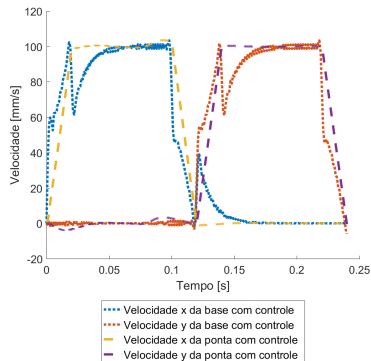 120
100
80
60
40
20
0
-20
Velocidade [mm/s]
0 0.05 0.1 0.15 0.2 0.25
Tempo [s]
Velocidade x da base com controle
Velocidade y da base com controle
Velocidade x da ponta com controle
Velocidade y da ponta com controle